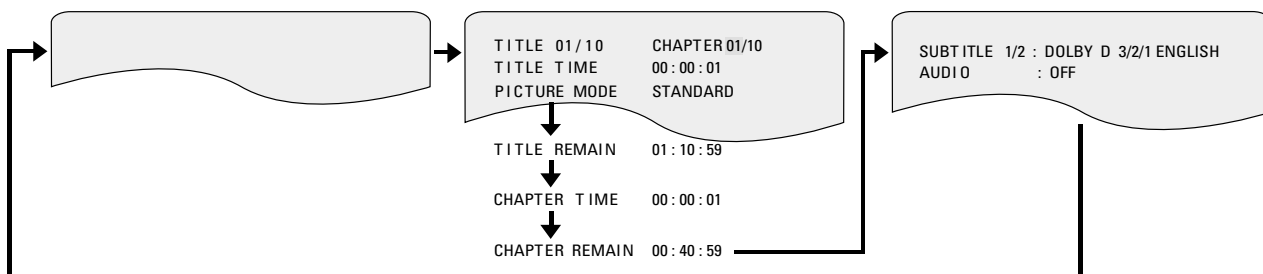 TITLE 01/10 CHAPTER 01/10
TITLE TIME 00:00:01
PICTURE MODE STANDARD
TITLE REMAIN 01:10:59
CHAPTER TIME 00:00:01
CHAPTER REMAIN 00:40:59
SUBTITLE 1/2 : DOLBY D 3/2/1 ENGLISH
AUDIO : OFF